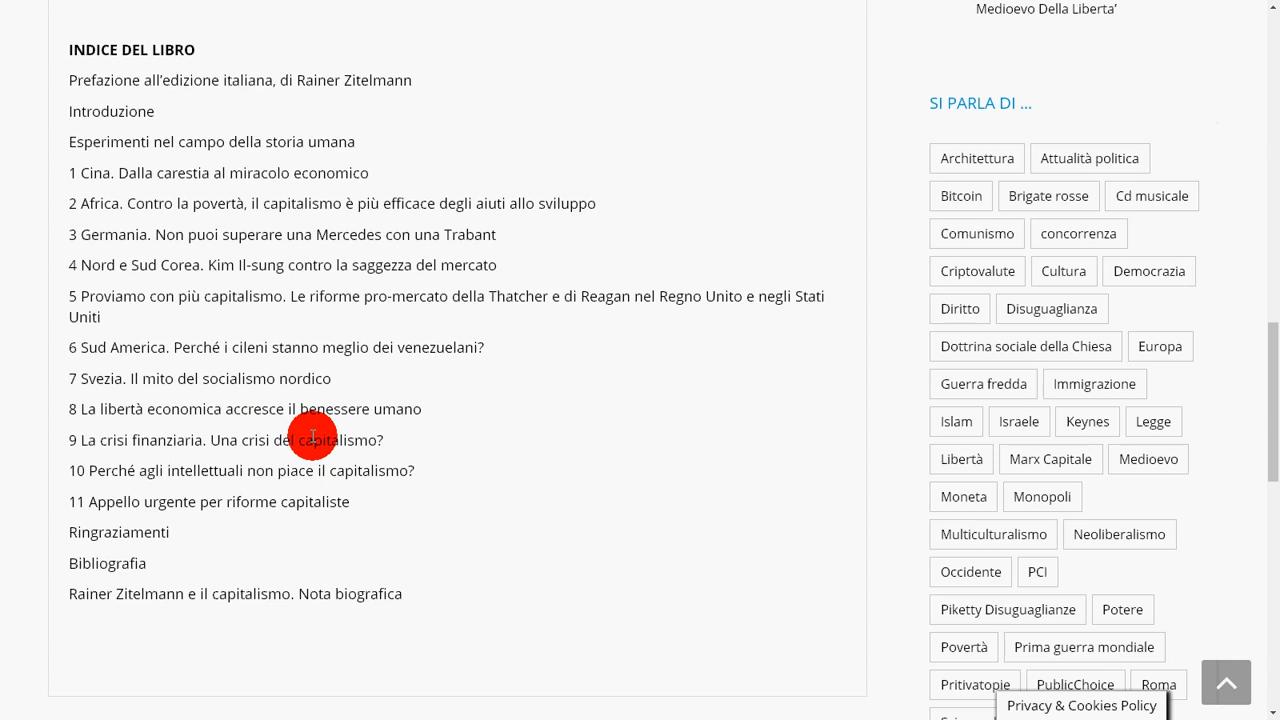 Medioevo Della Liberta’
INDICE DEL LIBRO
Prefazione all’edizione italiana, di Rainer Zitelmann
Introduzione
Esperimenti nel campo della storia umana
1 Cina. Dalla carestia al miracolo economico
2 Africa. Contro la povertà, il capitalismo è più efficace degli aiuti allo sviluppo
3 Germania. Non puoi superare una Mercedes con una Trabant
4 Nord e Sud Corea. Kim Il-sung contro la saggezza del mercato
5 Proviamo con più capitalismo. Le riforme pro-mercato della Thatcher e di Reagan nel Regno Unito e negli Stati
Uniti
6 Sud America. Perché i cileni stanno meglio dei venezuelani?
7 Svezia. Il mito del socialismo nordico
8 La libertà economica accresce il benessere umano
9 La crisi finanziaria. Una crisi del capitalismo?
10 Perché agli intellettuali non piace il capitalismo?
11 Appello urgente per riforme capitaliste
Ringraziamenti
Bibliografia
Rainer Zitelmann e il capitalismo. Nota biografica
SI PARLA DI ...
Architettura Attualità politica
Bitcoin Brigate rosse Cd musicale
Comunismo concorrenza
Criptovalute Cultura Democrazia
Diritto Disuguaglianza
Dottrina sociale della Chiesa Europa
Guerra fredda Immigrazione
Islam Israele Keynes Legge
Libertà Marx Capitale Medioevo
Moneta Monopoli
Multiculturalismo Neoliberalismo
Occidente PCI
Piketty Disuguaglianze Potere
Povertà Prima guerra mondiale
Pritivatopie PublicChoice Roma
Privacy & Cookies Policy